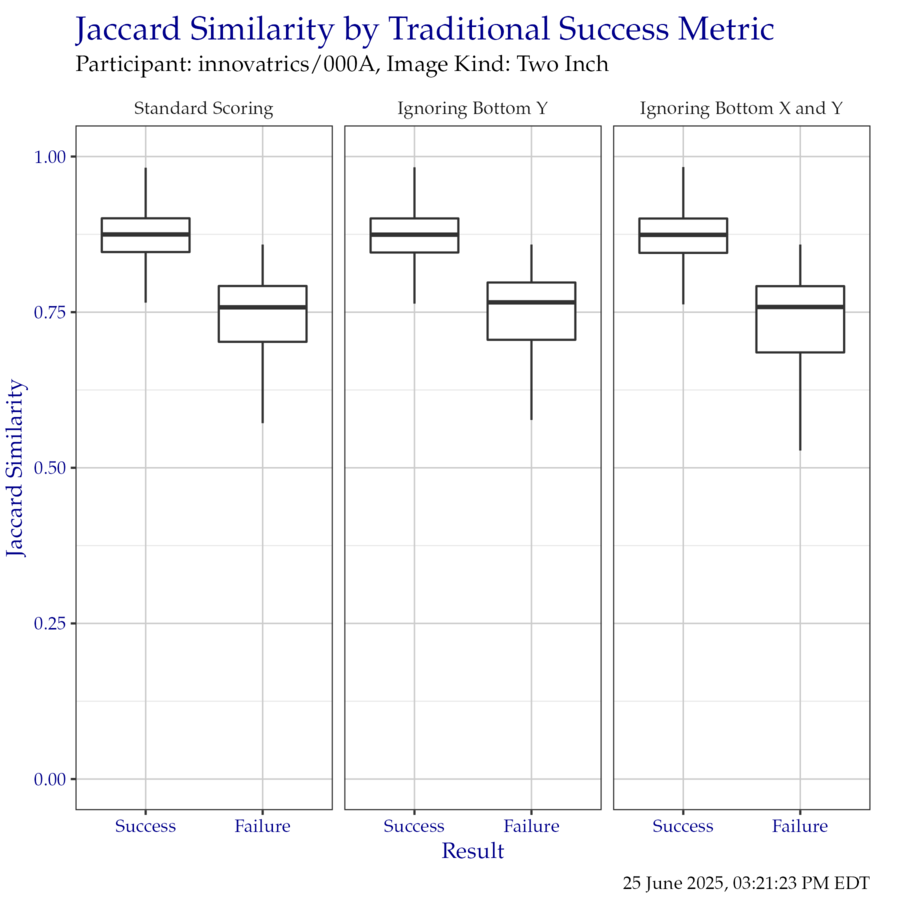 Jaccard Similarity by Traditional Success Metric
Participant: innovatrics/000A, Image Kind: Two Inch
Standard Scoring
Ignoring Bottom Y
Ignoring Bottom X and Y
Jaccard Similarity
1.00
0.75
0.50
0.25
0.00
Success Failure
Success Failure
Success Failure
Result
25 June 2025, 03:21:23 PM EDT